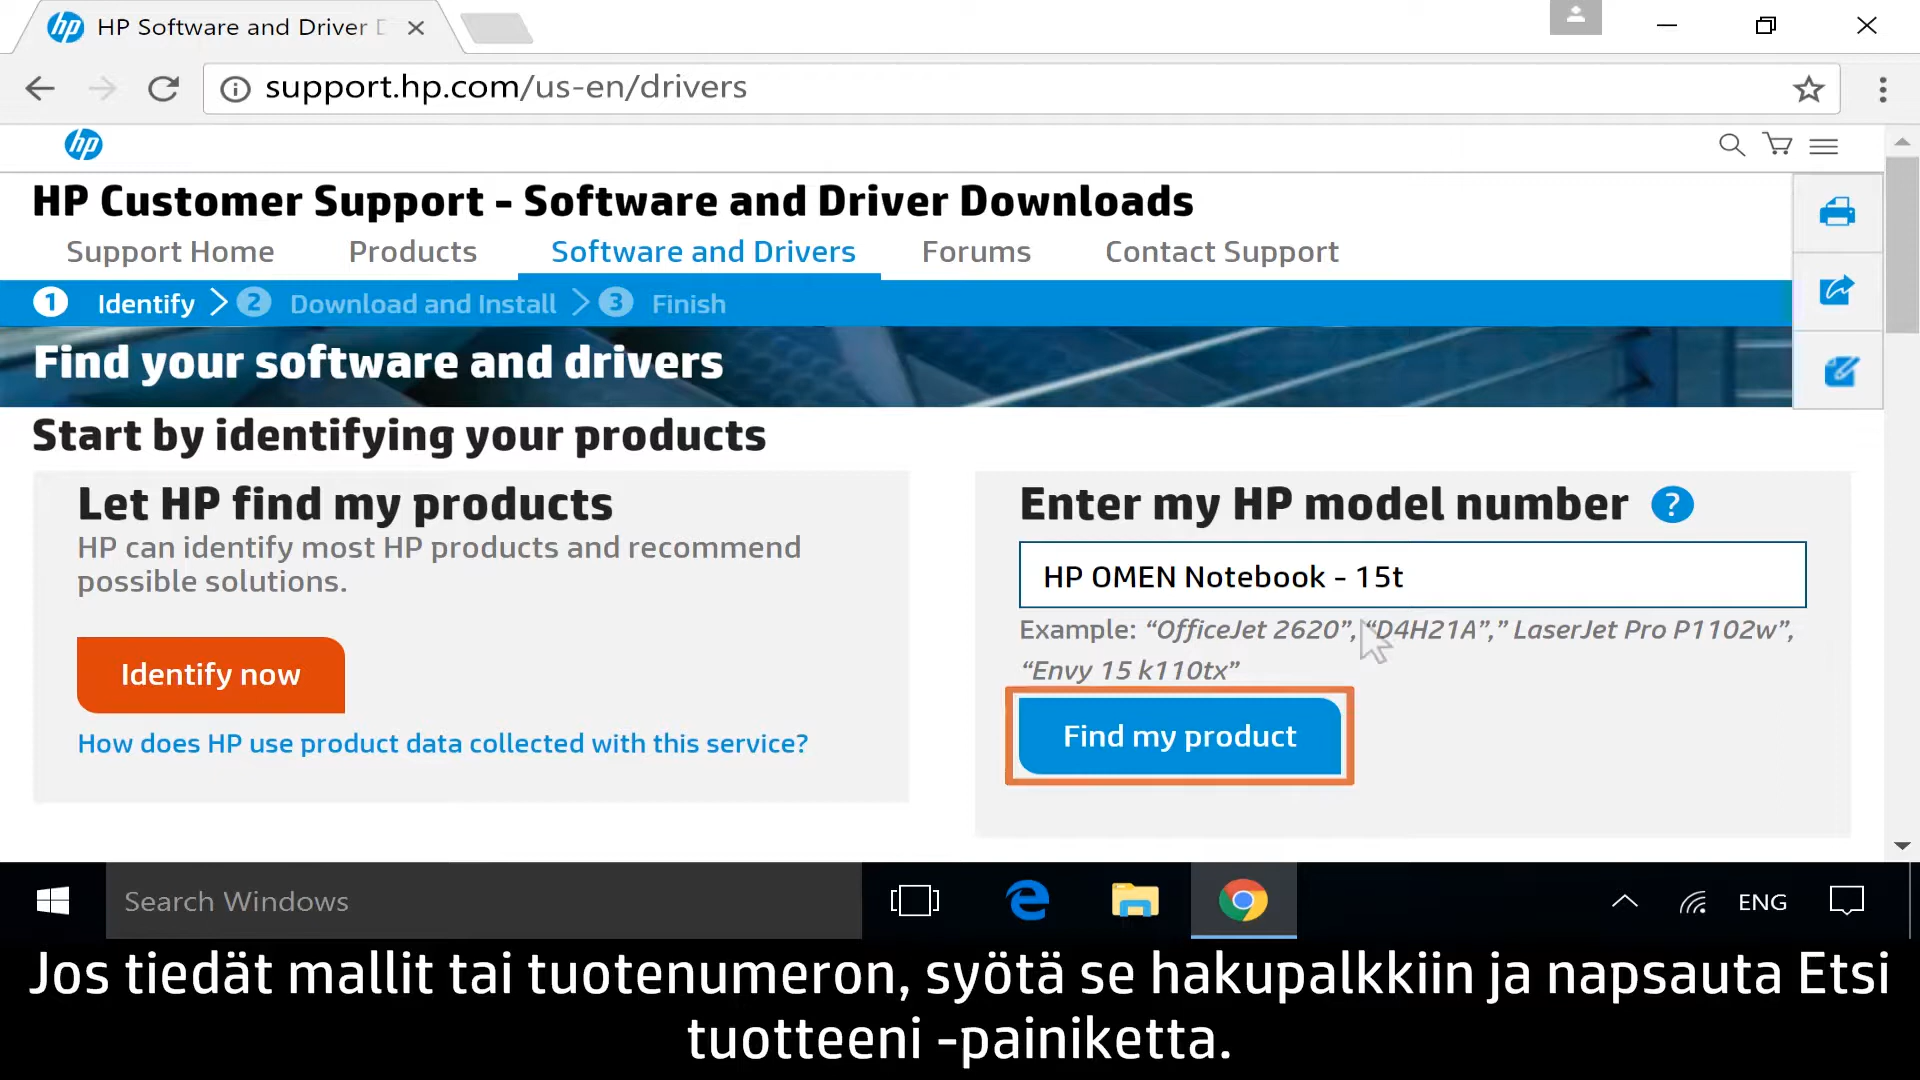 hp HP Software and Driver D
support.hp.com/us-en/drivers
hp
HP Customer Support - Software and Driver Downloads
Support Home Products Software and Drivers Forums Contact Support
1 Identify 2 Download and Install 3 Finish
Find your software and drivers
Start by identifying your products
Let HP find my products
HP can identify most HP products and recommend
possible solutions.
Identify now
How does HP use product data collected with this service?
Enter my HP model number ?
HP OMEN Notebook - 15t
Example: “OfficeJet 2620”, “D4H21A”,” LaserJet Pro P1102w”,
“Envy 15 k110tx”
Find my product
Search Windows
ENG
Jos tiedät mallit tai tuotenumeron, syötä se hakupalkkiin ja napsauta Etsi
tuotteeni -painiketta.